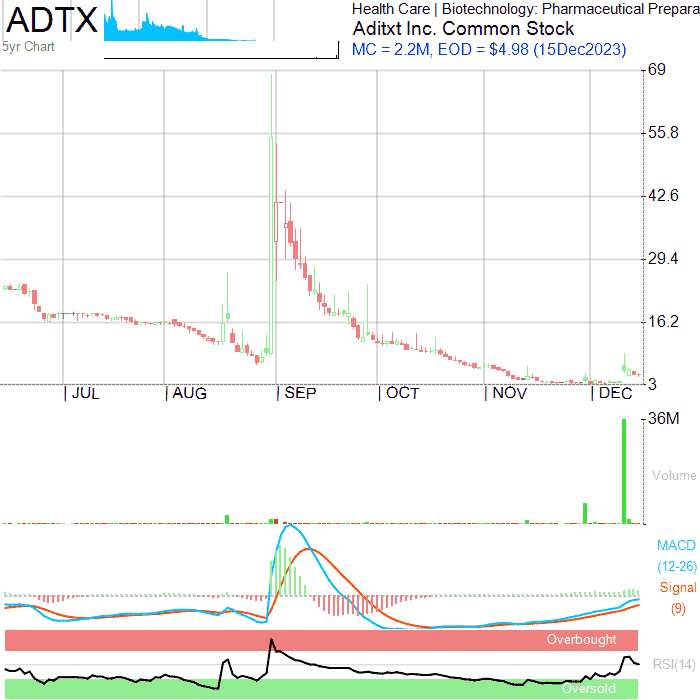 ADTX
Health Care | Biotechnology: Pharmaceutical Prepara
Aditxt Inc. Common Stock
5yr Chart
MC = 2.2M, EOD = $4.98 (15Dec2023)
69
55.8
42.6
29.4
16.2
3
JUL AUG SEP OCT NOV DEC
36M
Volume
MACD
(12-26)
Signal
(9)
Overbought
RSI(14)
Oversold